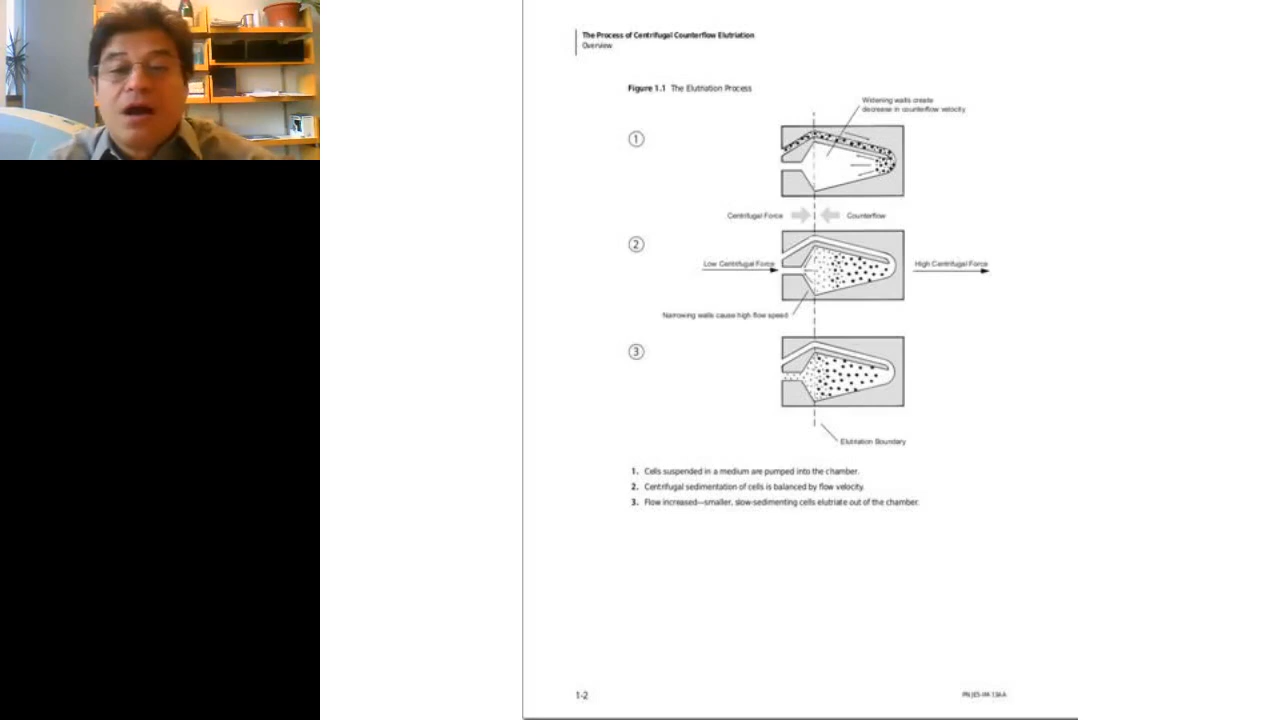 The Process of Centrifugal Counterflow Elutriation
Overview
Figure 1.1 The Elutriation Process
Widening walls create
decrease in counterflow velocity
1
Centrifugal Force
Counterflow
2
Low Centrifugal Force
High Centrifugal Force
Narrowing walls cause high flow speed
3
Elutriation Boundary
1. Cells suspended in a medium are pumped into the chamber.
2. Centrifugal sedimentation of cells is balanced by flow velocity.
3. Flow increased—smaller, slow-sedimenting cells elutriate out of the chamber.
1-2